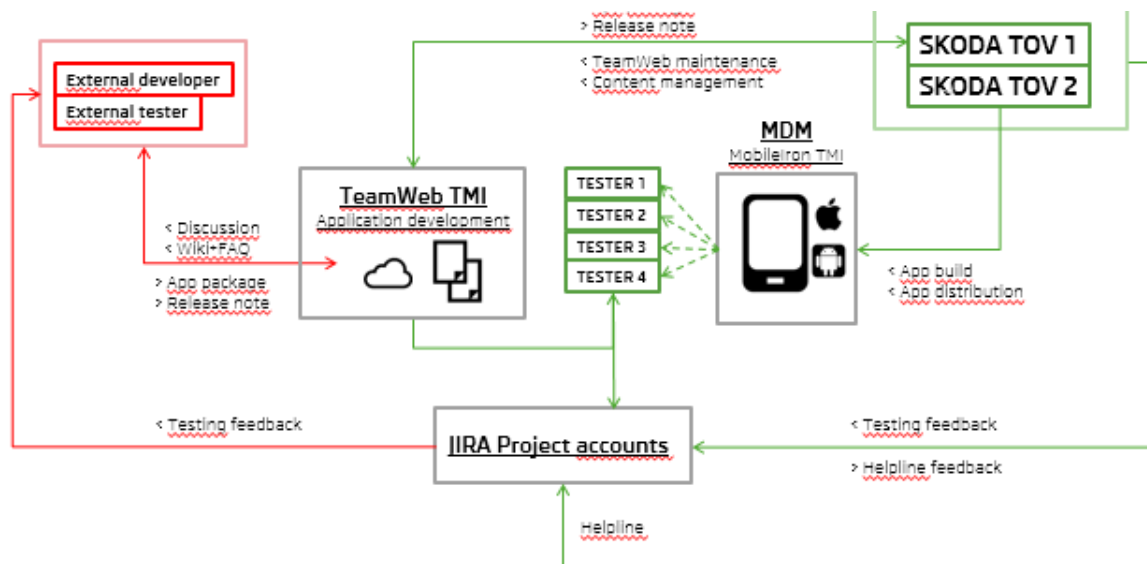 > Release note
SKODA TOV 1
SKODA TOV 2
< TeamWeb maintenance
< Content management
External developer
External tester
MDM
MobileIron TMI
TeamWeb TMI
Application development
TESTER 1
TESTER 2
TESTER 3
TESTER 4
< Discussion
< Wiki+FAQ
> App package
> Release note
< App build
< App distribution
< Testing feedback
JIRA Project accounts
< Testing feedback
> Helpline feedback
Helpline